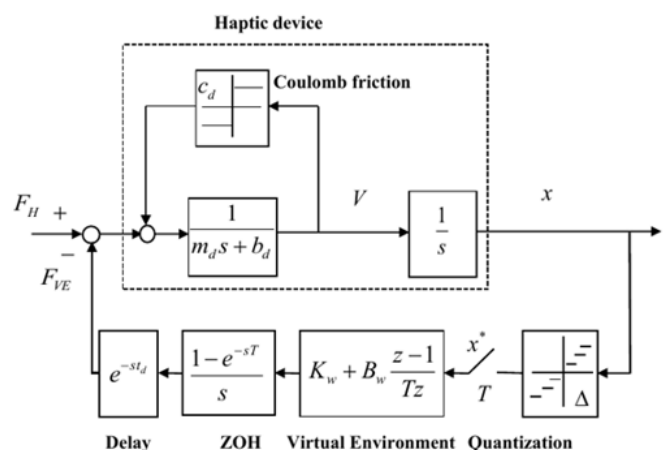 Haptic device
c_d
Coulomb friction
F_H +
−
F_VE
1
m_d s + b_d
V
1
s
x
e^{-st_d}
1 − e^{-sT}
s
K_w + B_w \frac{z-1}{Tz}
x^*
T
Δ
Delay ZOH Virtual Environment Quantization